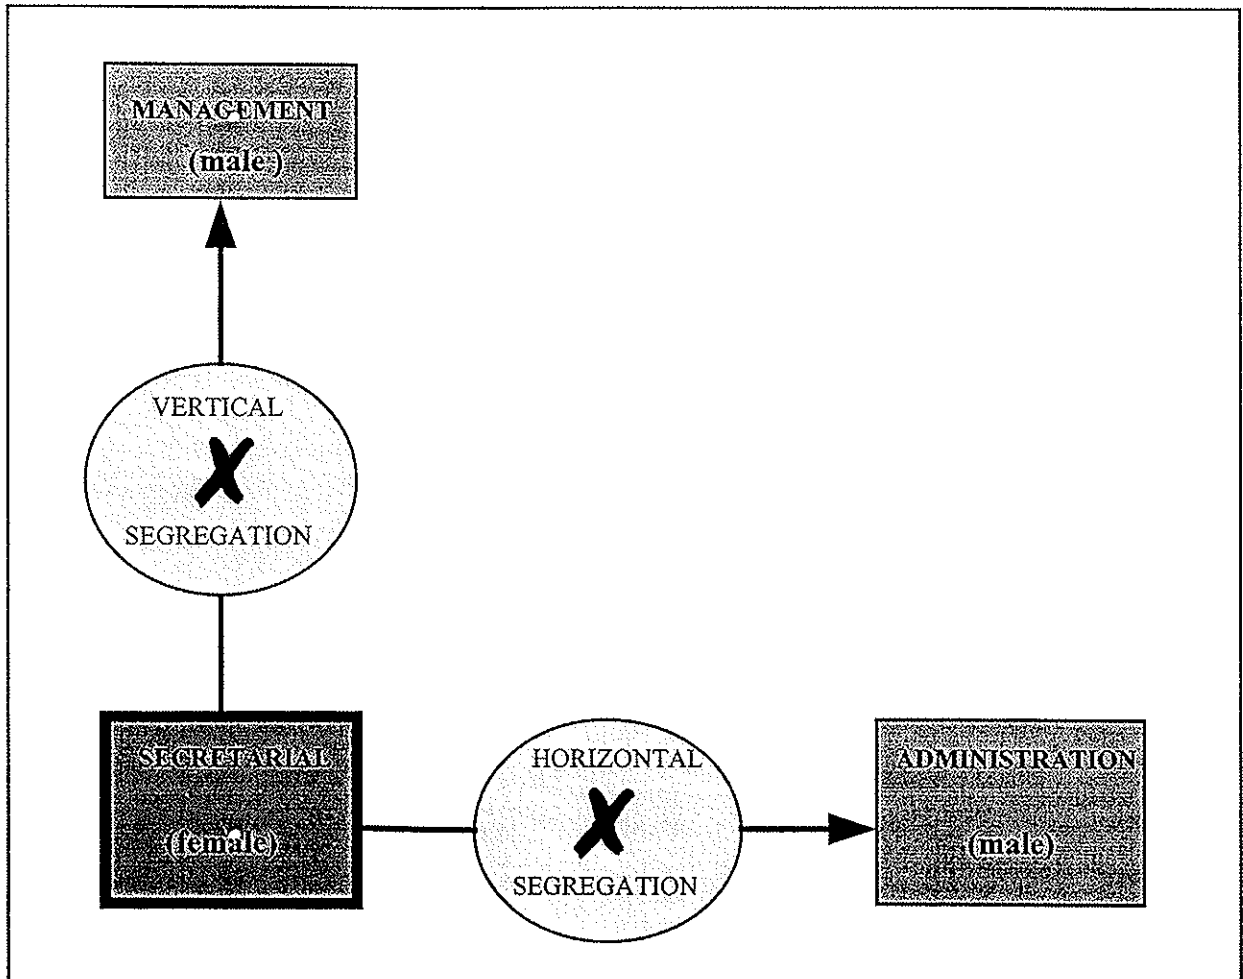 MANAGEMENT
(male )
VERTICAL
X
SEGREGATION
SECRETARIAL
(female)
HORIZONTAL
X
SEGREGATION
ADMINISTRATION
(male)